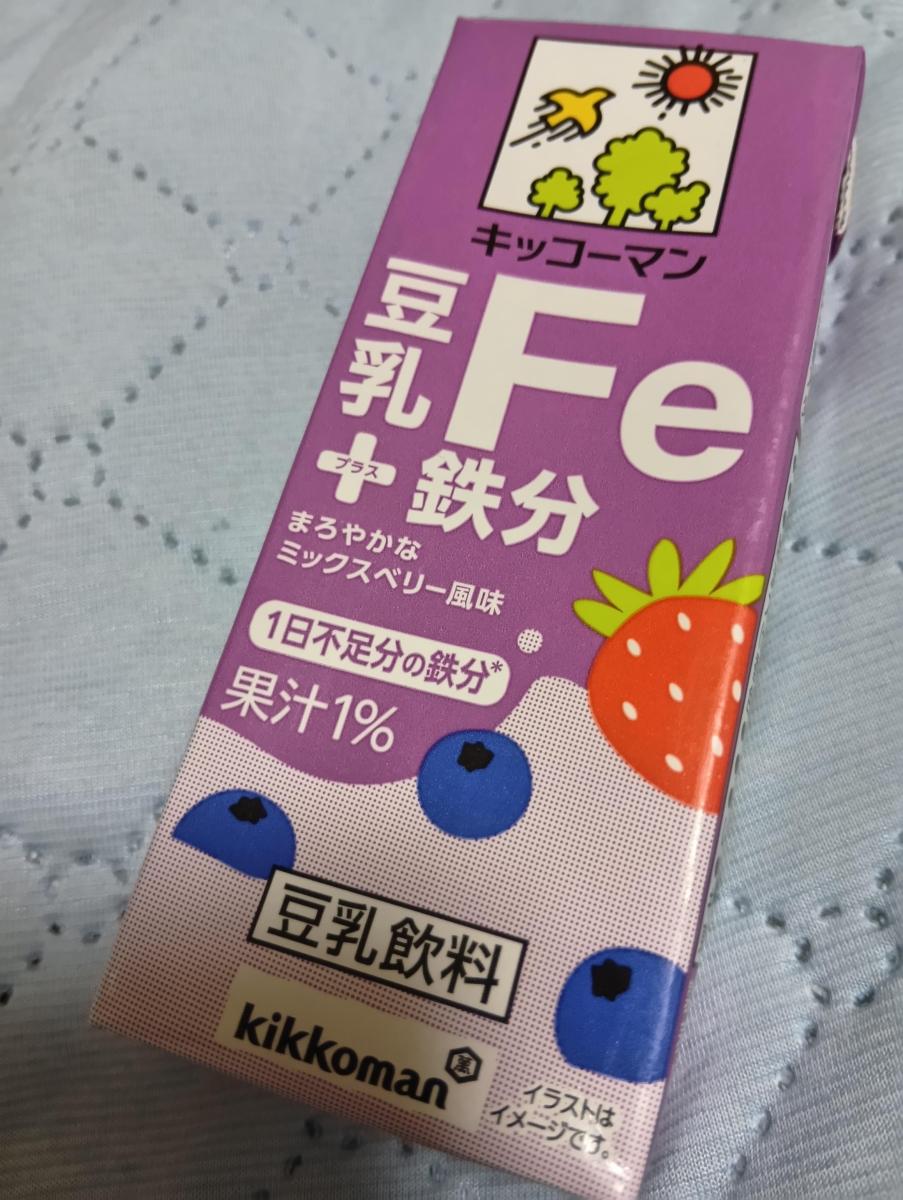 キッコーマン
豆乳
Fe
プラス
鉄分
まろやかな
ミックスベリー風味
1日不足分の鉄分*
果汁1%
豆乳飲料
kikkoman
萬
イラストは
イメージです。